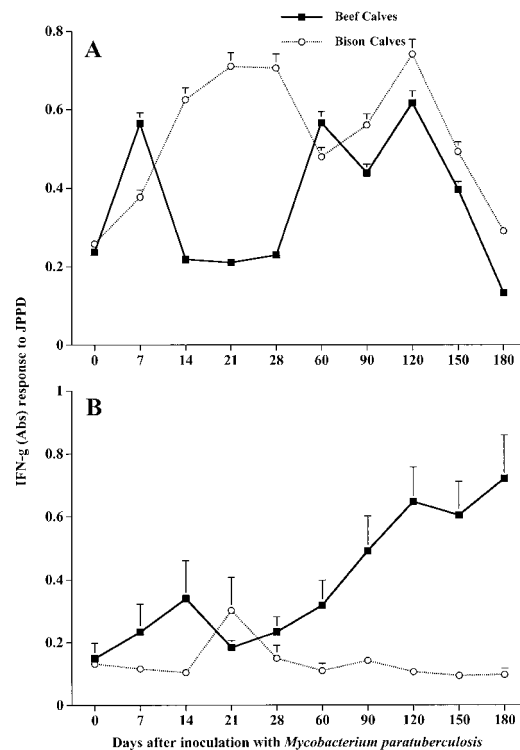 Beef Calves
Bison Calves
A
0.8
0.6
0.4
0.2
0
0 7 14 21 28 60 90 120 150 180
IFN-g (Abs) response to JPPD
B
1
0.8
0.6
0.4
0.2
0
0 7 14 21 28 60 90 120 150 180
Days after inoculation with Mycobacterium paratuberculosis